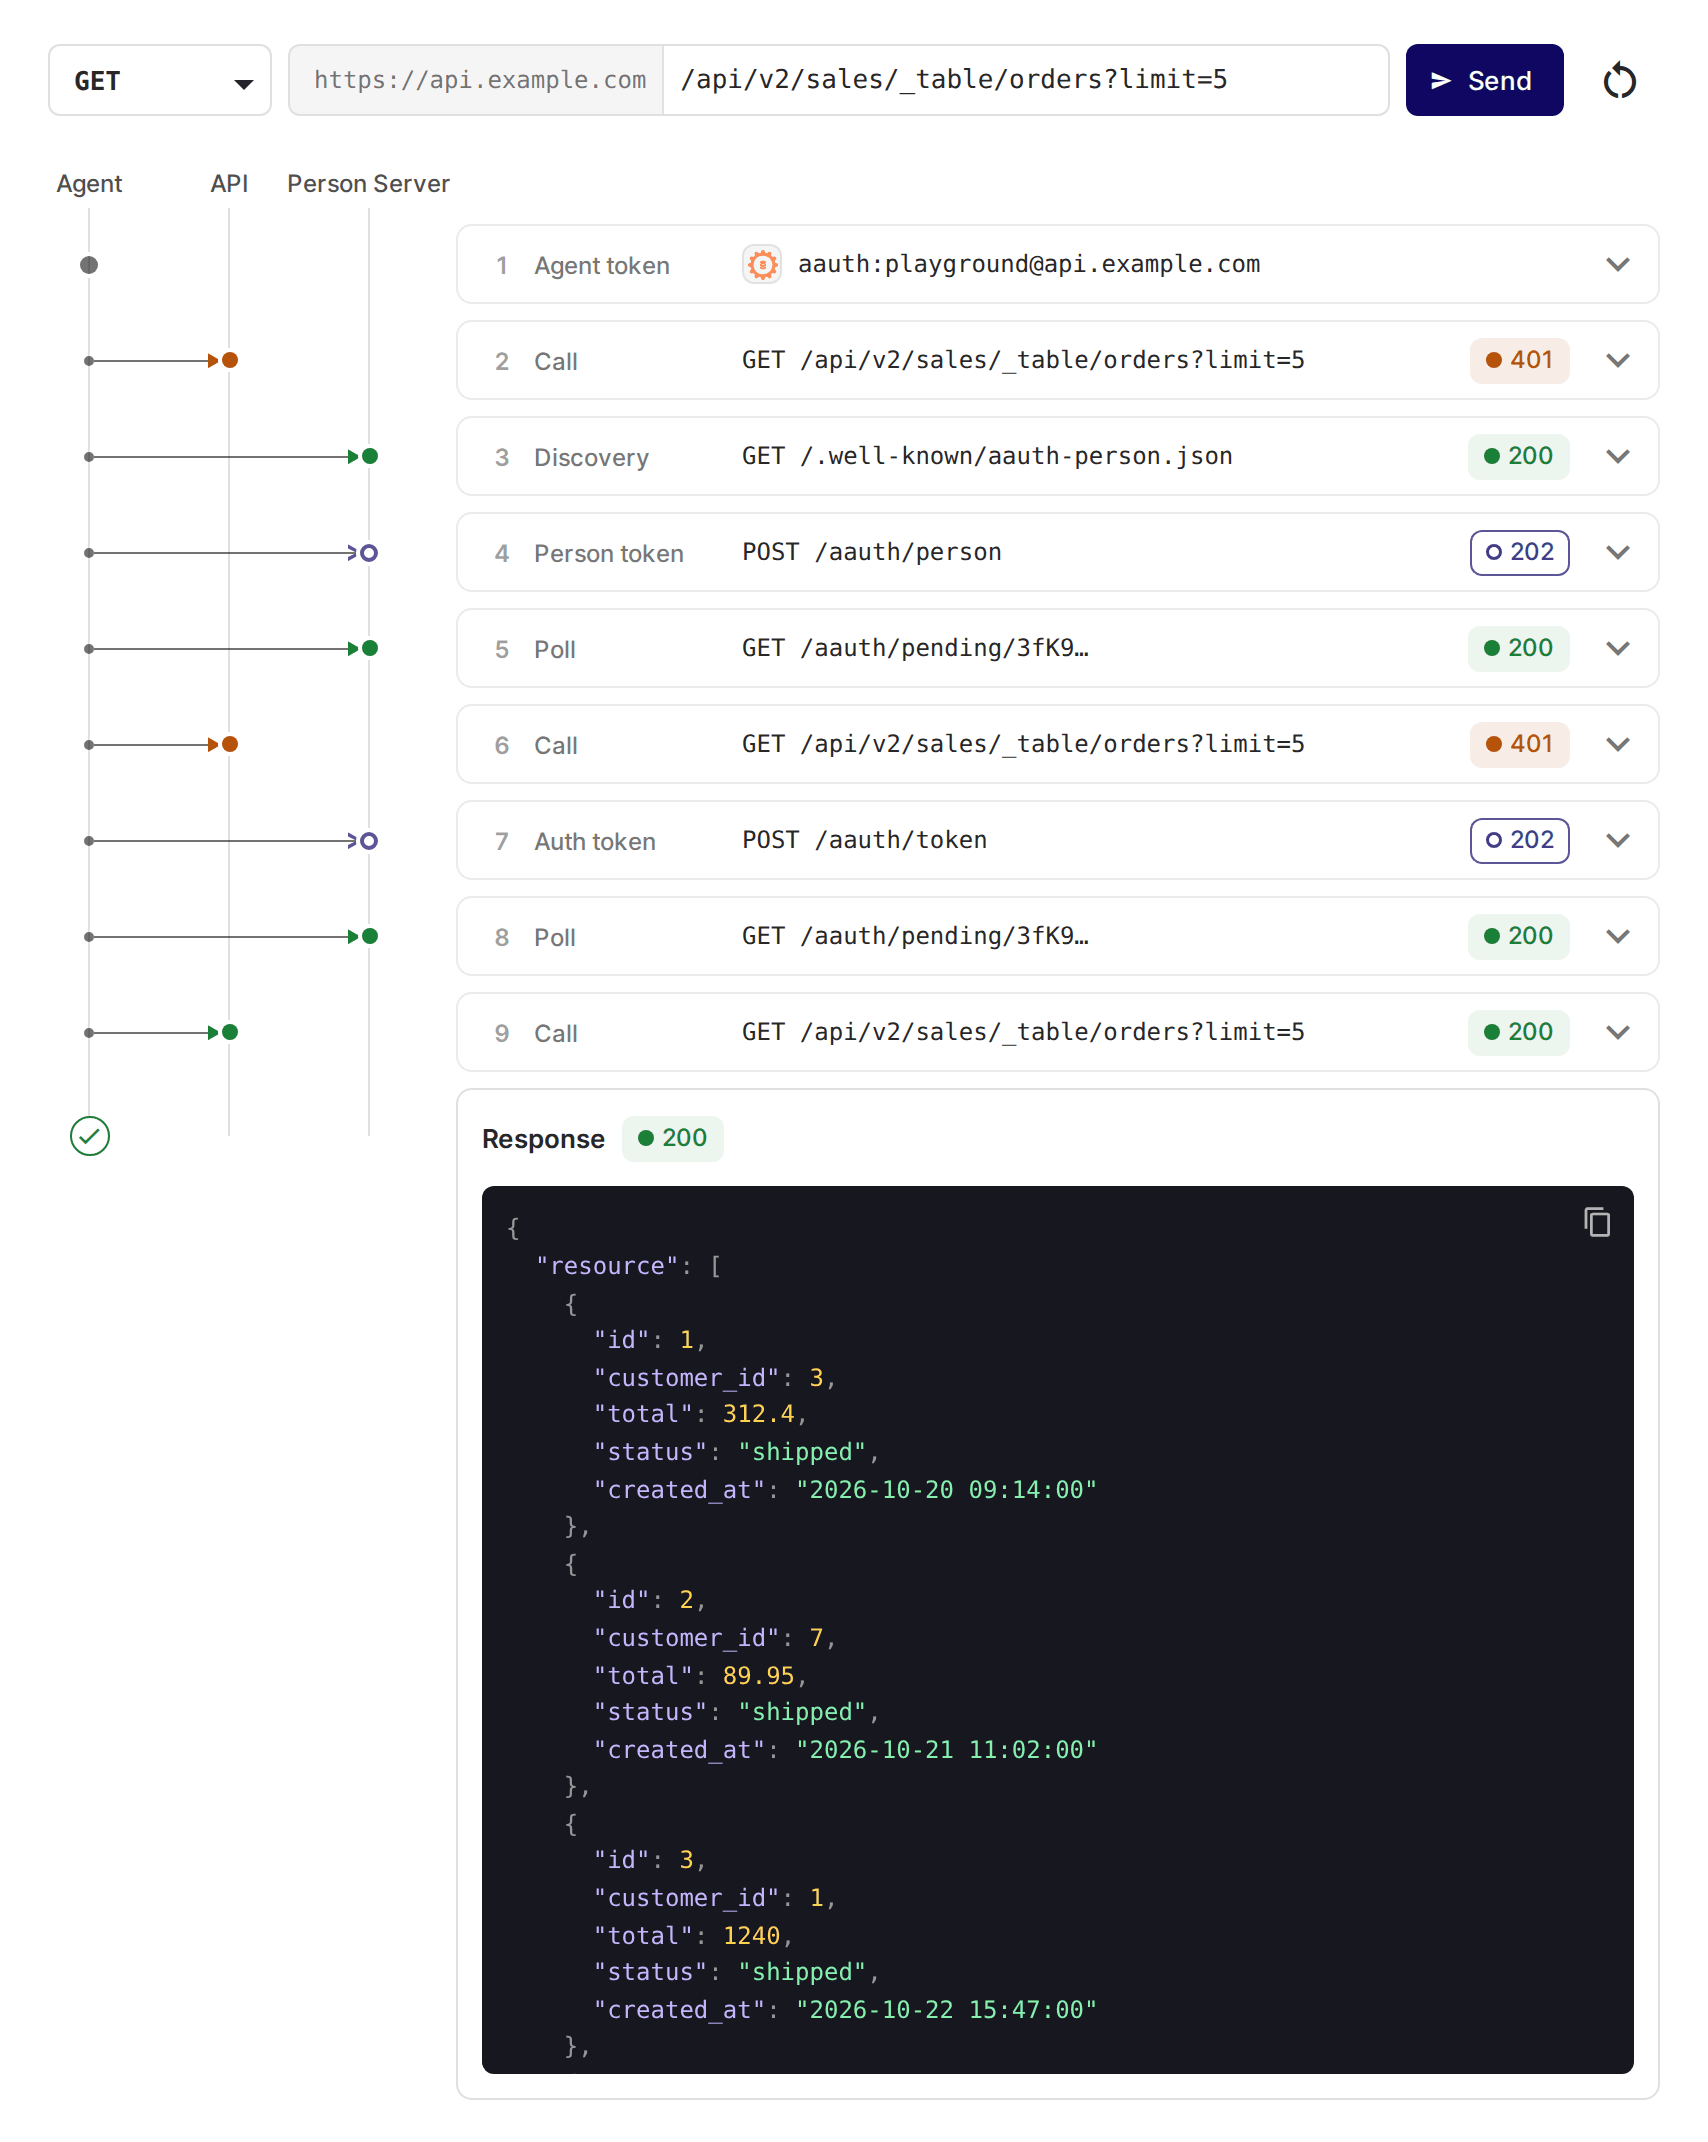 GET
https://api.example.com /api/v2/sales/_table/orders?limit=5
Send
Agent API Person Server
1 Agent token aauth:playground@api.example.com
2 Call GET /api/v2/sales/_table/orders?limit=5 401
3 Discovery GET /.well-known/aauth-person.json 200
4 Person token POST /aauth/person 202
5 Poll GET /aauth/pending/3fK9… 200
6 Call GET /api/v2/sales/_table/orders?limit=5 401
7 Auth token POST /aauth/token 202
8 Poll GET /aauth/pending/3fK9… 200
9 Call GET /api/v2/sales/_table/orders?limit=5 200
Response 200
{
"resource": [
{
"id": 1,
"customer_id": 3,
"total": 312.4,
"status": "shipped",
"created_at": "2026-10-20 09:14:00"
},
{
"id": 2,
"customer_id": 7,
"total": 89.95,
"status": "shipped",
"created_at": "2026-10-21 11:02:00"
},
{
"id": 3,
"customer_id": 1,
"total": 1240,
"status": "shipped",
"created_at": "2026-10-22 15:47:00"
},